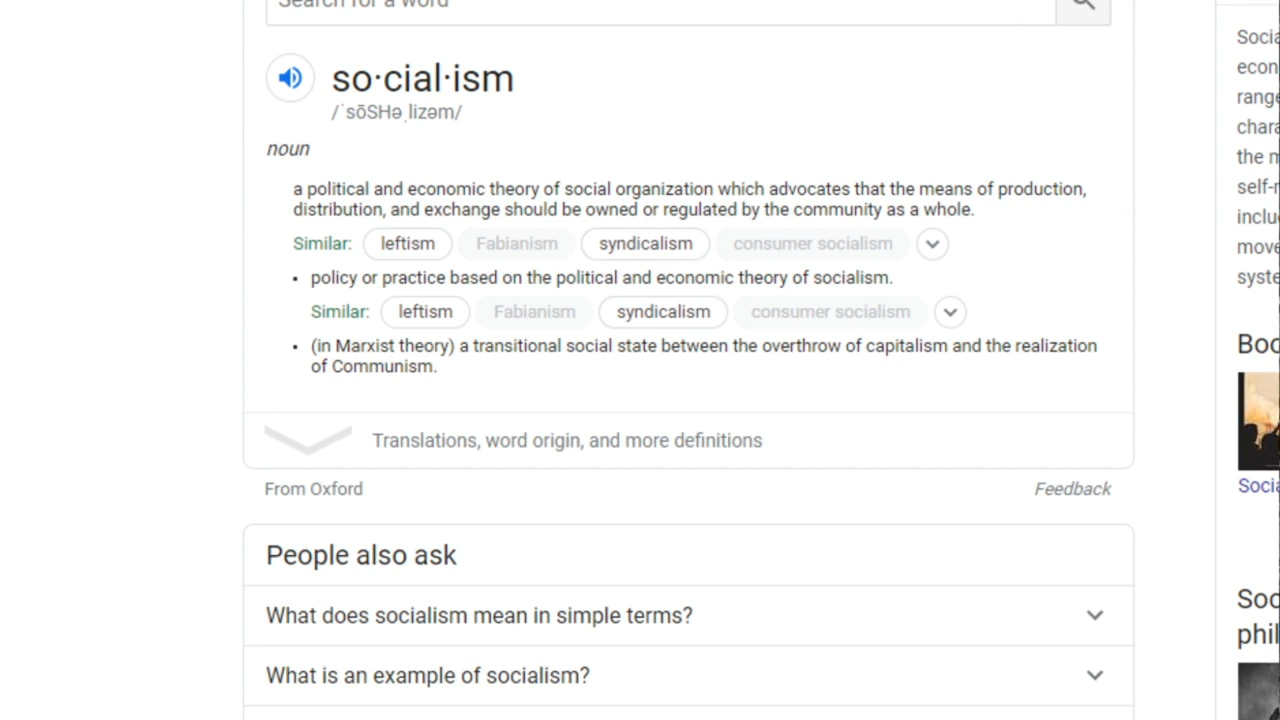 Search for a word
so·cial·ism
/ˈsōSHəˌlizəm/
noun
a political and economic theory of social organization which advocates that the means of production,
distribution, and exchange should be owned or regulated by the community as a whole.
Similar: leftism Fabianism syndicalism consumer socialism
• policy or practice based on the political and economic theory of socialism.
Similar: leftism Fabianism syndicalism consumer socialism
• (in Marxist theory) a transitional social state between the overthrow of capitalism and the realization
of Communism.
Translations, word origin, and more definitions
From Oxford Feedback
People also ask
What does socialism mean in simple terms?
What is an example of socialism?
the